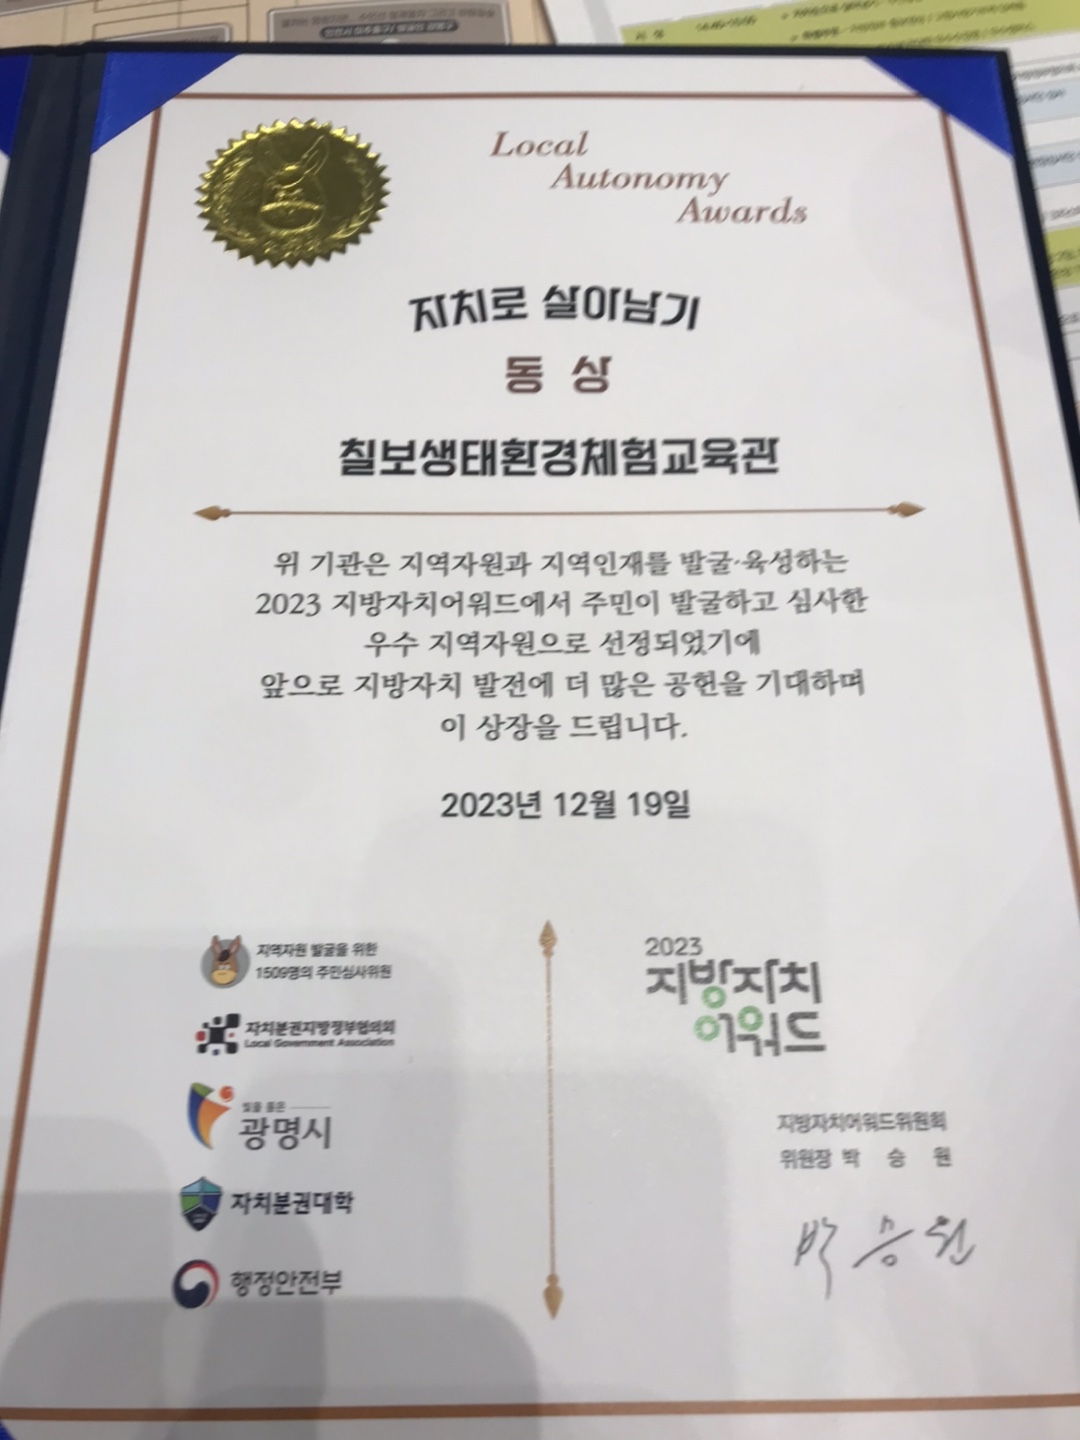 Local
Autonomy
Awards
자치로 살아남기
동 상
칠보생태환경체험교육관
위 기관은 지역자원과 지역인재를 발굴·육성하는
2023 지방자치어워드에서 주민이 발굴하고 심사한
우수 지역자원으로 선정되었기에
앞으로 지방자치 발전에 더 많은 공헌을 기대하며
이 상장을 드립니다.
2023년 12월 19일
지역자원 발굴을 위한
1509명의 주민심사위원
자치분권지방정부협의회
Local Government Association
빛을 품은
광명시
자치분권대학
행정안전부
2023
지방자치
어워드
지방자치어워드위원회
위원장 박 승 원
박승원